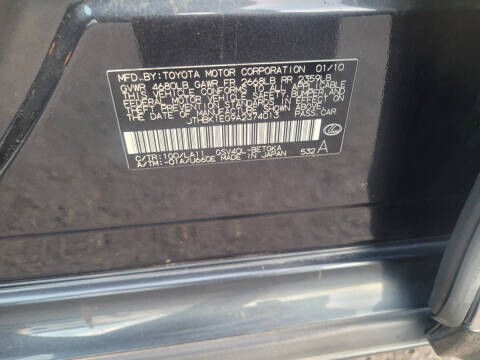 MFD.BY: TOYOTA MOTOR CORPORATION 01/10
GVWR 4680LB GAWR FR 2668LB RR 2359LB
THIS VEHICLE CONFORMS TO ALL APPLICABLE
FEDERAL MOTOR VEHICLE SAFETY, BUMPER AND
THEFT PREVENTION STANDARDS IN EFFECT ON
THE DATE OF MANUFACTURE SHOWN ABOVE.
PASS.CAR
C/TR:1G0/LA11 GSV40L-BETGKA
A/TM:-01A/U660E MADE IN JAPAN 532 A